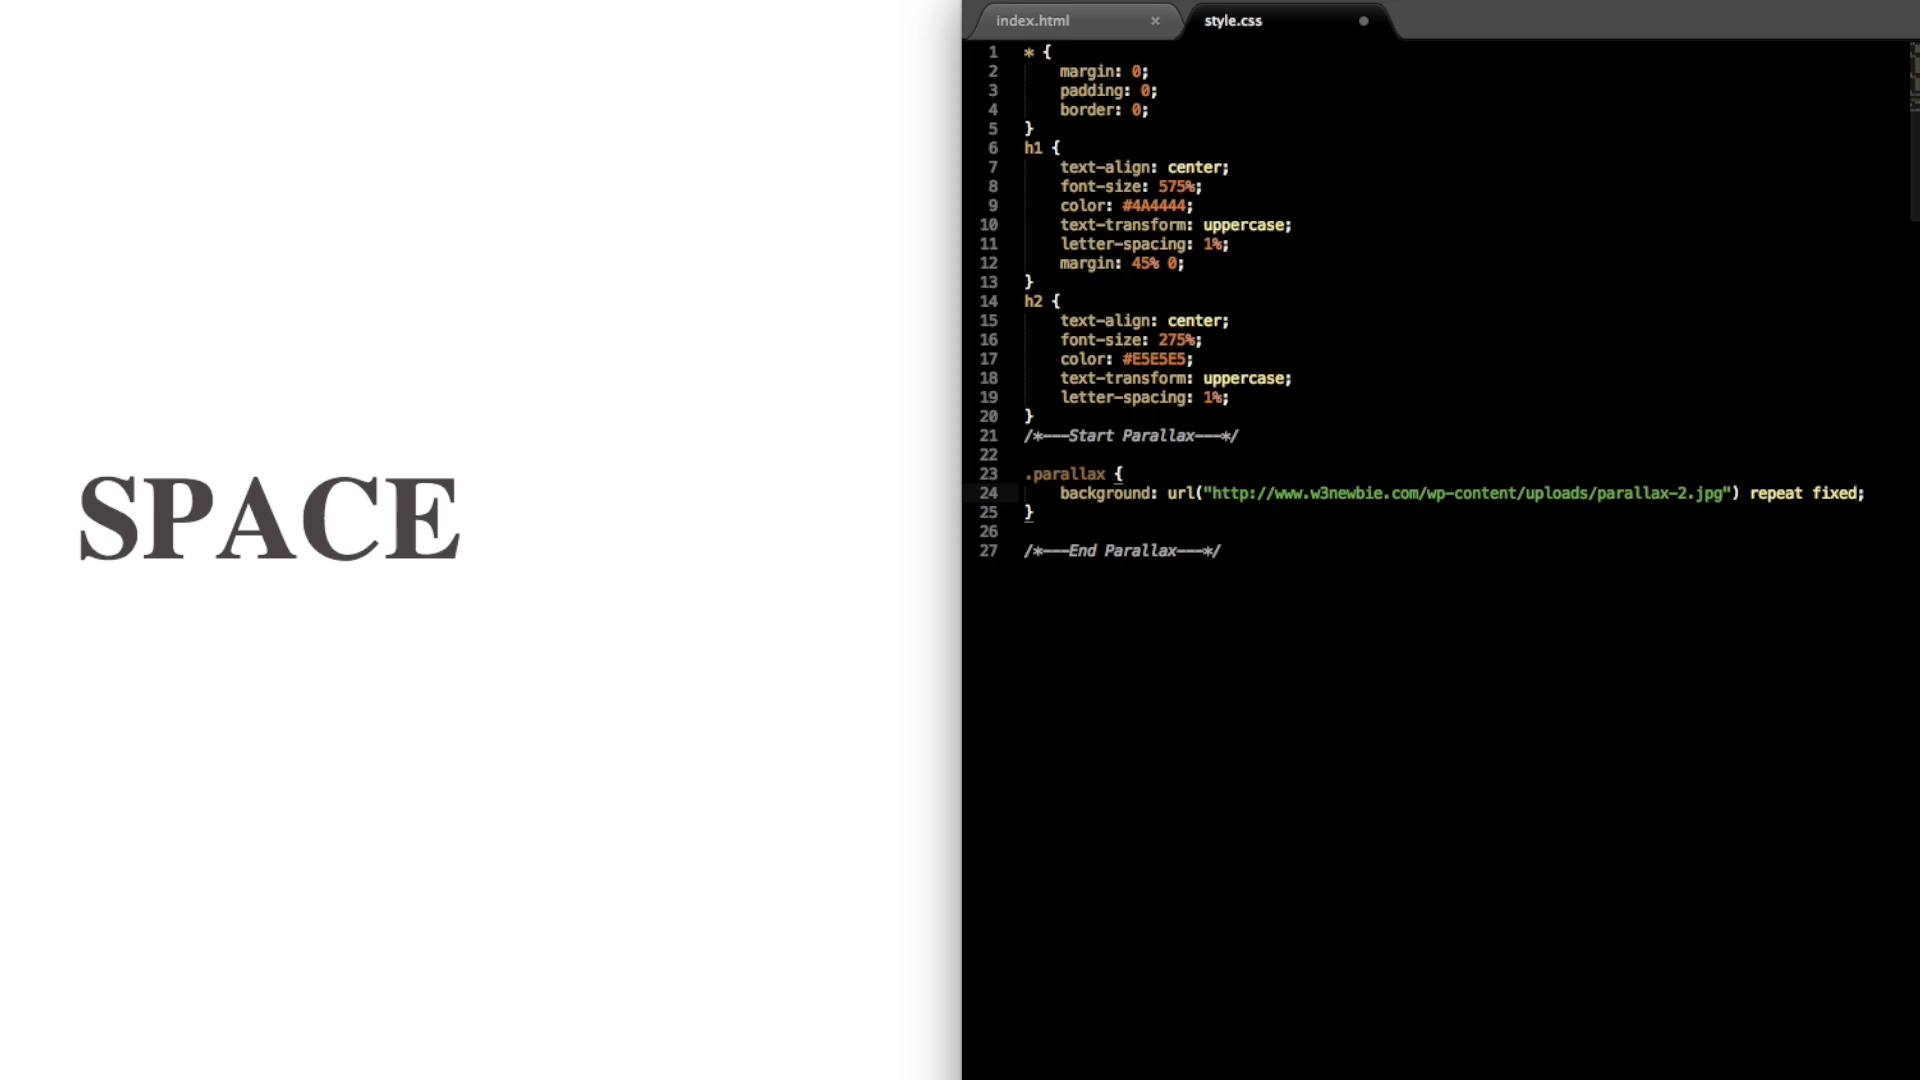 SPACE
index.html × style.css
1 * {
2 margin: 0;
3 padding: 0;
4 border: 0;
5 }
6 h1 {
7 text-align: center;
8 font-size: 575%;
9 color: #4A4444;
10 text-transform: uppercase;
11 letter-spacing: 1%;
12 margin: 45% 0;
13 }
14 h2 {
15 text-align: center;
16 font-size: 275%;
17 color: #E5E5E5;
18 text-transform: uppercase;
19 letter-spacing: 1%;
20 }
21 /*---Start Parallax---*/
22
23 .parallax {
24 background: url("http://www.w3newbie.com/wp-content/uploads/parallax-2.jpg") repeat fixed;
25 }
26
27 /*---End Parallax---*/